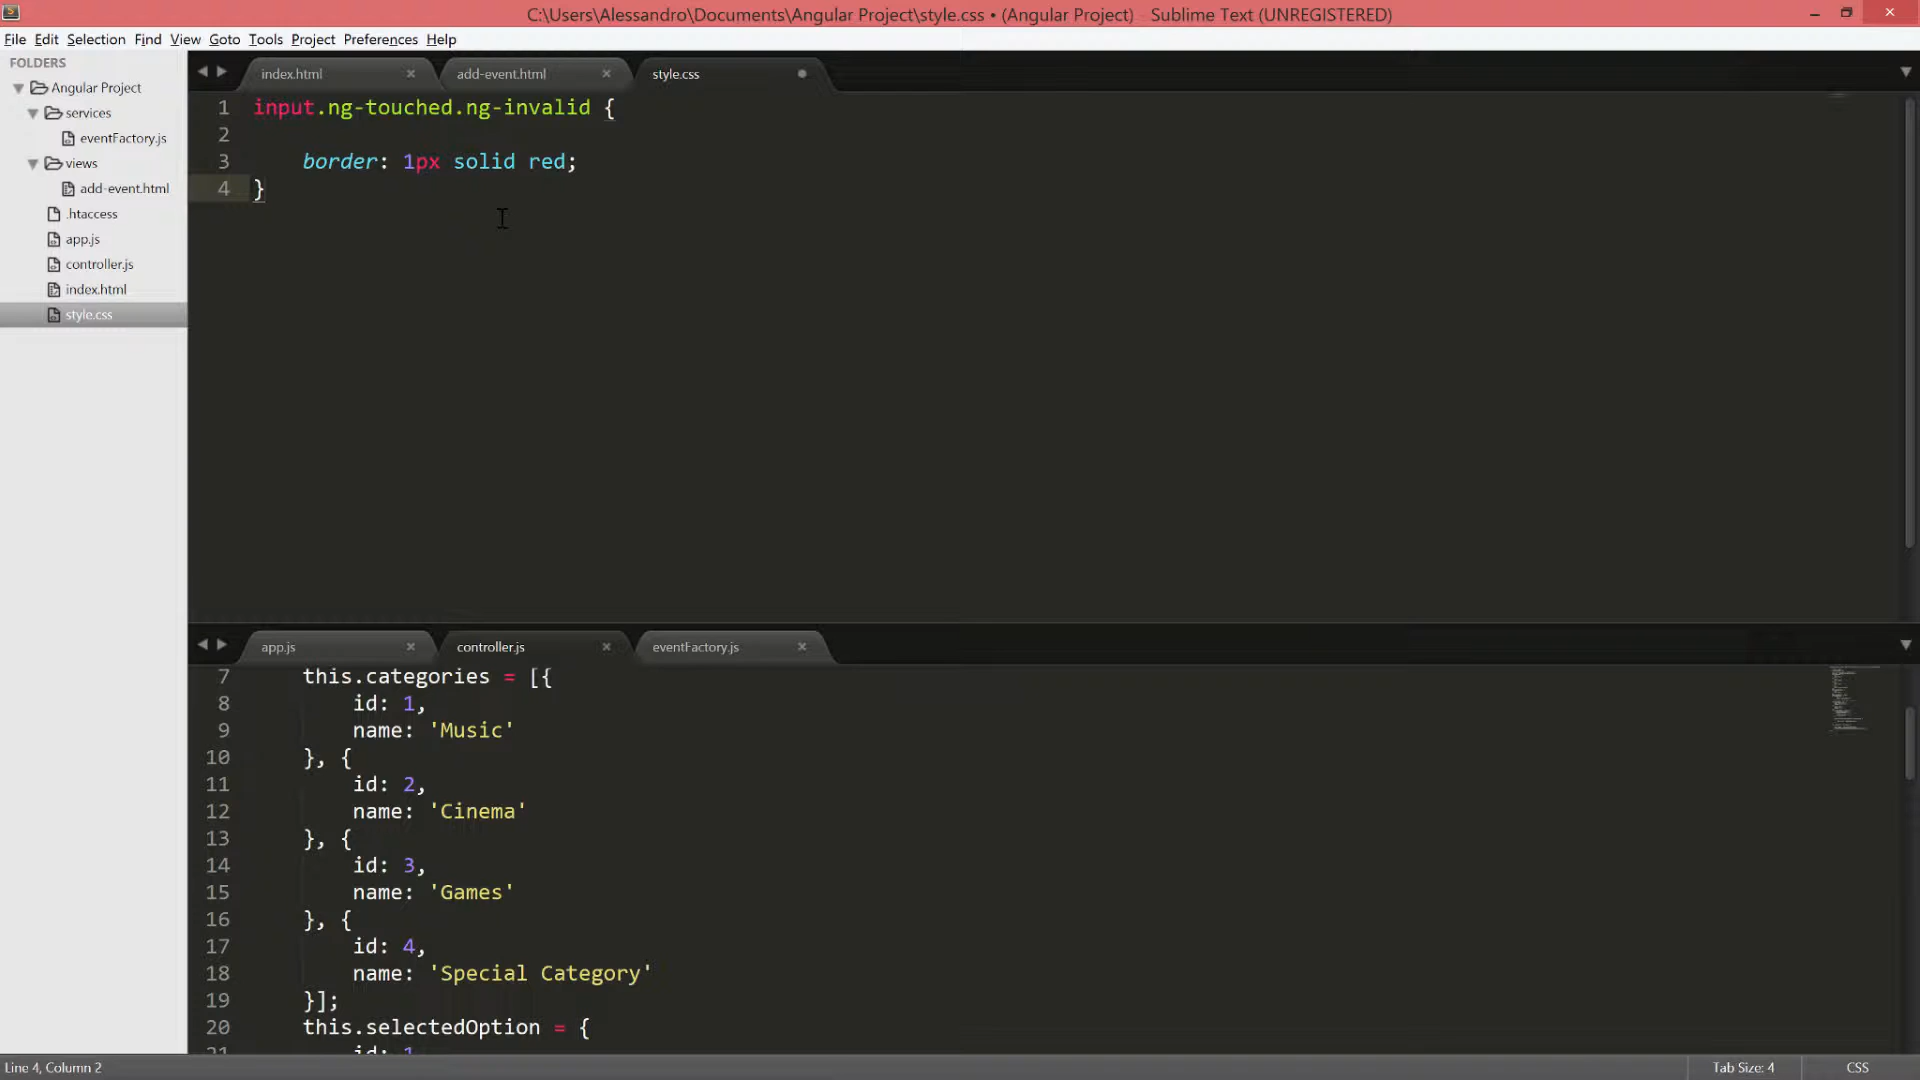 C:\Users\Alessandro\Documents\Angular Project\style.css • (Angular Project) - Sublime Text (UNREGISTERED)
File Edit Selection Find View Goto Tools Project Preferences Help
FOLDERS
Angular Project
services
eventFactory.js
views
add-event.html
.htaccess
app.js
controller.js
index.html
style.css
index.html add-event.html style.css
1 input.ng-touched.ng-invalid {
2
3 border: 1px solid red;
4 }
app.js controller.js eventFactory.js
7 this.categories = [{
8 id: 1,
9 name: 'Music'
10 }, {
11 id: 2,
12 name: 'Cinema'
13 }, {
14 id: 3,
15 name: 'Games'
16 }, {
17 id: 4,
18 name: 'Special Category'
19 }];
20 this.selectedOption = {
21 id: 1
Line 4, Column 2 Tab Size: 4 CSS